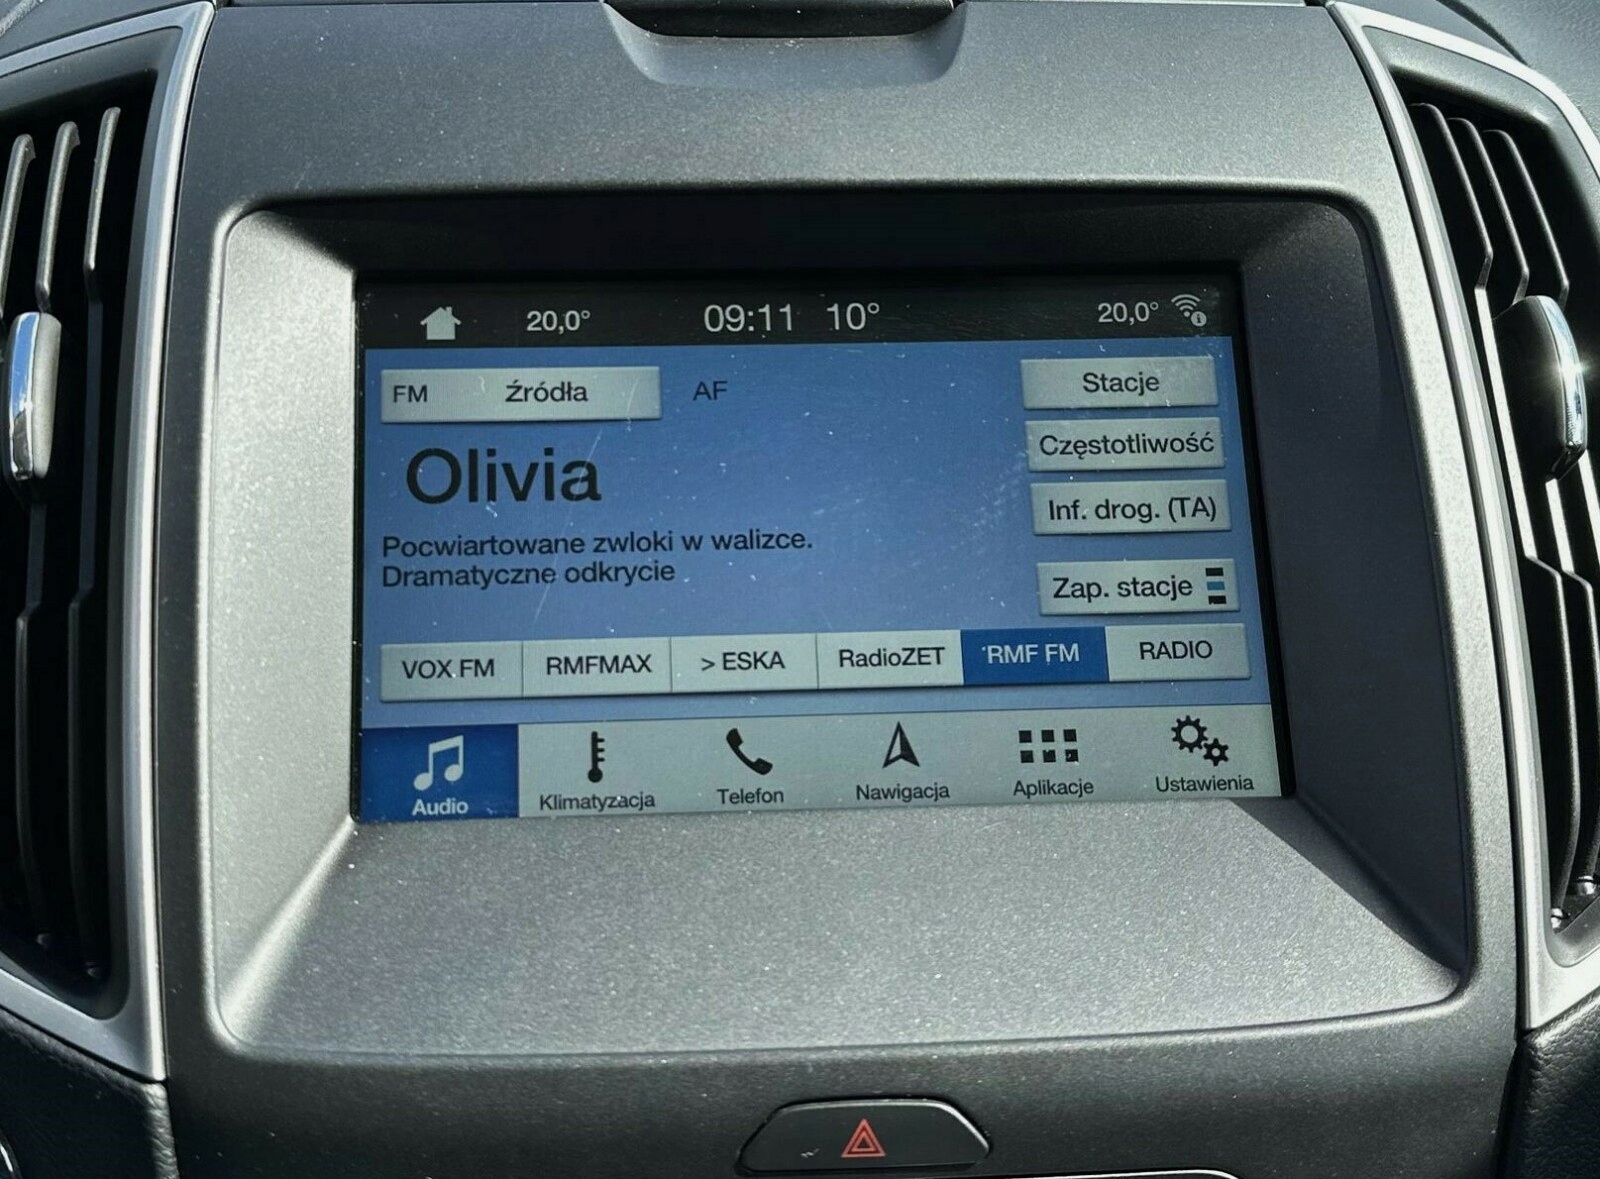 20,0° 09:11 10° 20,0°
FM Źródła AF Stacje
Częstotliwość
Olivia
Inf. drog. (TA)
Pocwiartowane zwloki w walizce.
Dramatyczne odkrycie
Zap. stacje
VOX FM RMFMAX > ESKA RadioZET *RMF FM RADIO
Audio Klimatyzacja Telefon Nawigacja Aplikacje Ustawienia